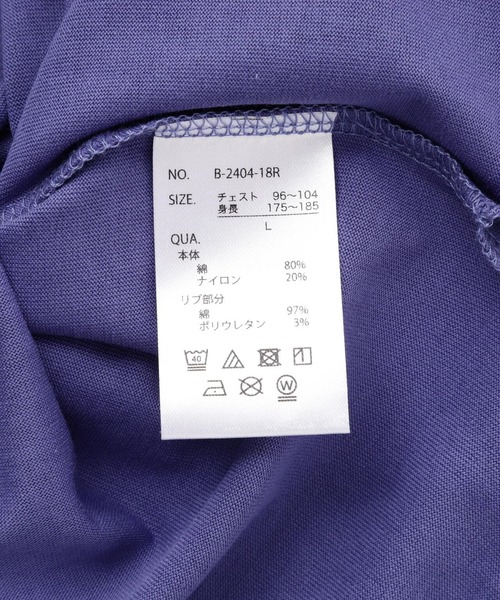 NO. B-2404-18R
SIZE. チェスト 96〜104
身長 175〜185
L
QUA.
本体
綿 80%
ナイロン 20%
リブ部分
綿 97%
ポリウレタン 3%
40
W